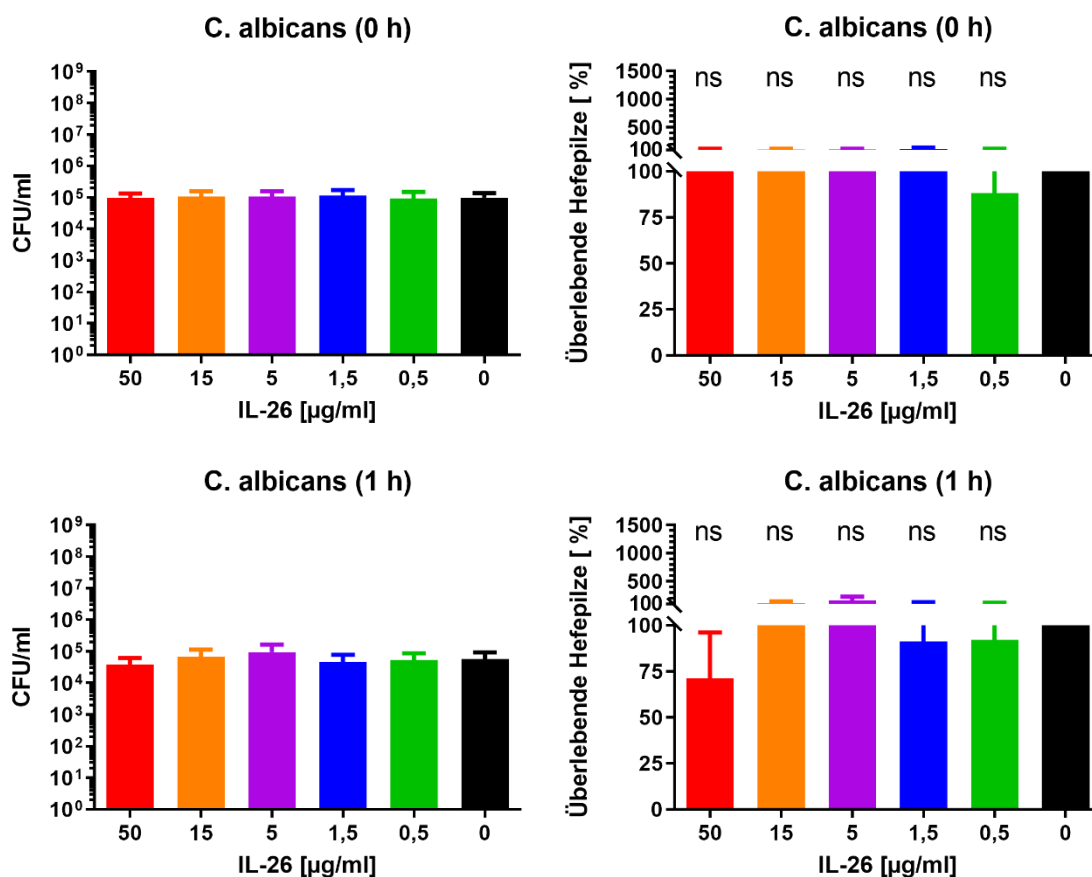 C. albicans (0 h)
CFU/ml
10⁹
10⁸
10⁷
10⁶
10⁵
10⁴
10³
10²
10¹
10⁰
50 15 5 1,5 0,5 0
IL-26 [µg/ml]
C. albicans (0 h)
Überlebende Hefepilze [ %]
1500
1000
500
100
100
75
50
25
0
ns ns ns ns ns
50 15 5 1,5 0,5 0
IL-26 [µg/ml]
C. albicans (1 h)
CFU/ml
10⁹
10⁸
10⁷
10⁶
10⁵
10⁴
10³
10²
10¹
10⁰
50 15 5 1,5 0,5 0
IL-26 [µg/ml]
C. albicans (1 h)
Überlebende Hefepilze [ %]
1500
1000
500
100
100
75
50
25
0
ns ns ns ns ns
50 15 5 1,5 0,5 0
IL-26 [µg/ml]